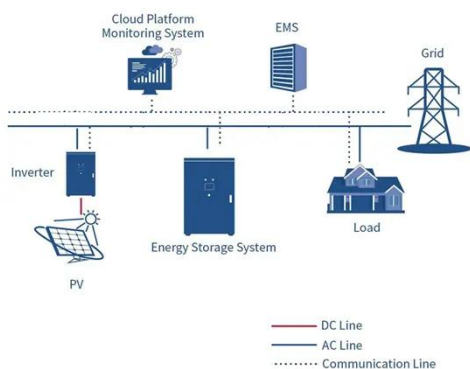 Cloud Platform
Monitoring System
EMS
Grid
Inverter
Energy Storage System
Load
PV
DC Line
AC Line
Communication Line